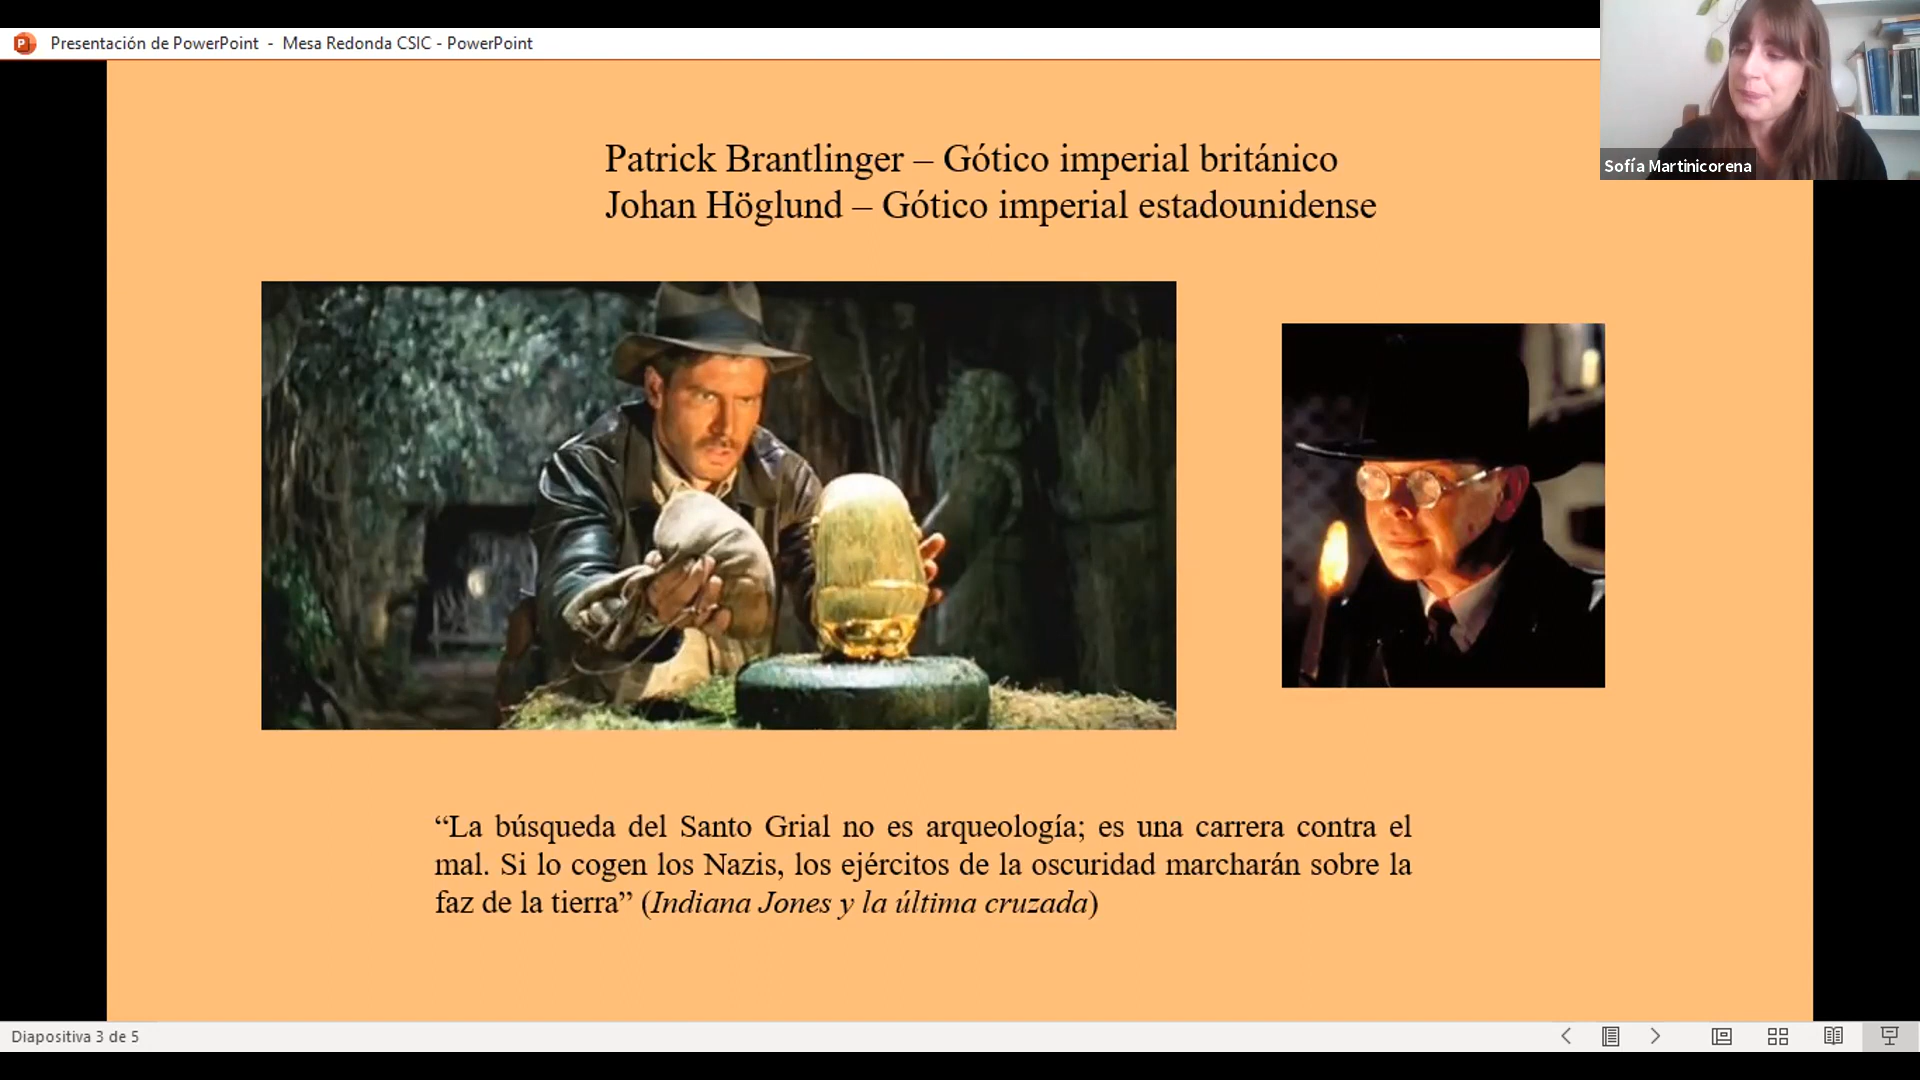 Presentación de PowerPoint - Mesa Redonda CSIC - PowerPoint
Sofía Martinicorena
Patrick Brantlinger – Gótico imperial británico
Johan Höglund – Gótico imperial estadounidense
“La búsqueda del Santo Grial no es arqueología; es una carrera contra el
mal. Si lo cogen los Nazis, los ejércitos de la oscuridad marcharán sobre la
faz de la tierra” (Indiana Jones y la última cruzada)
Diapositiva 3 de 5